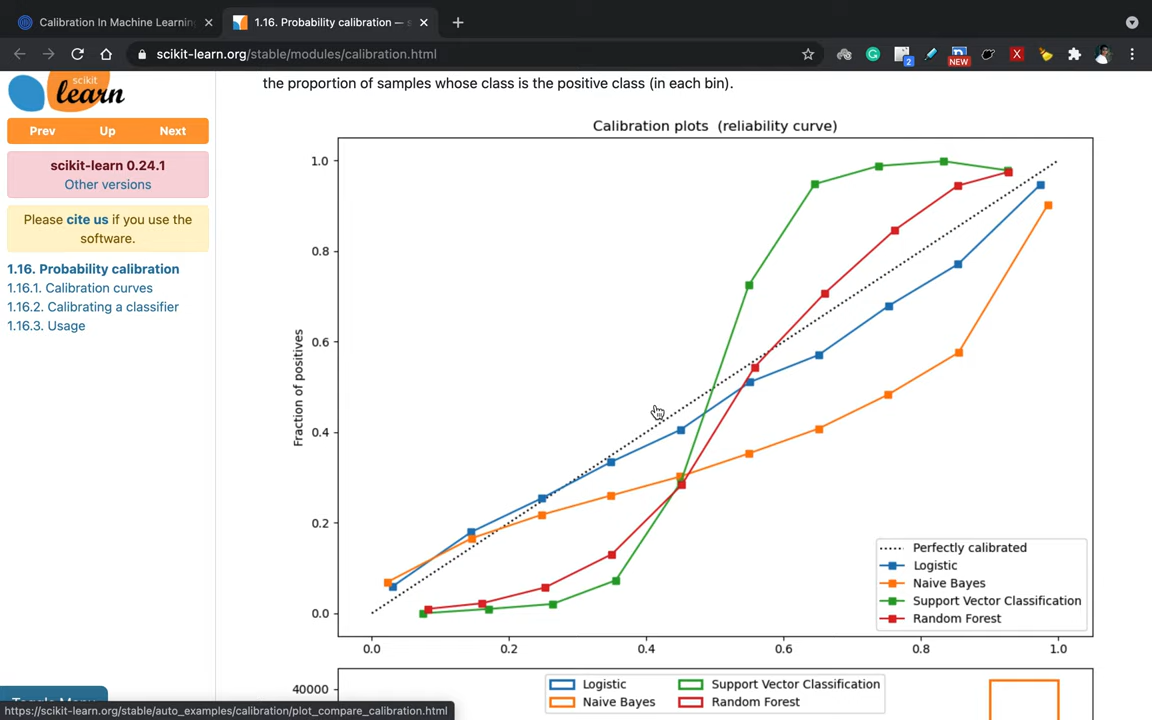 Calibration In Machine Learning
1.16. Probability calibration — s
scikit-learn.org/stable/modules/calibration.html
2
NEW
X
scikit
learn
Prev Up Next
scikit-learn 0.24.1
Other versions
Please cite us if you use the
software.
1.16. Probability calibration
1.16.1. Calibration curves
1.16.2. Calibrating a classifier
1.16.3. Usage
the proportion of samples whose class is the positive class (in each bin).
Calibration plots (reliability curve)
1.0
0.8
0.6
0.4
0.2
0.0
Fraction of positives
Perfectly calibrated
Logistic
Naive Bayes
Support Vector Classification
Random Forest
0.0 0.2 0.4 0.6 0.8 1.0
40000
Logistic Support Vector Classification
Naive Bayes Random Forest
Toggle Menu
https://scikit-learn.org/stable/auto_examples/calibration/plot_compare_calibration.html